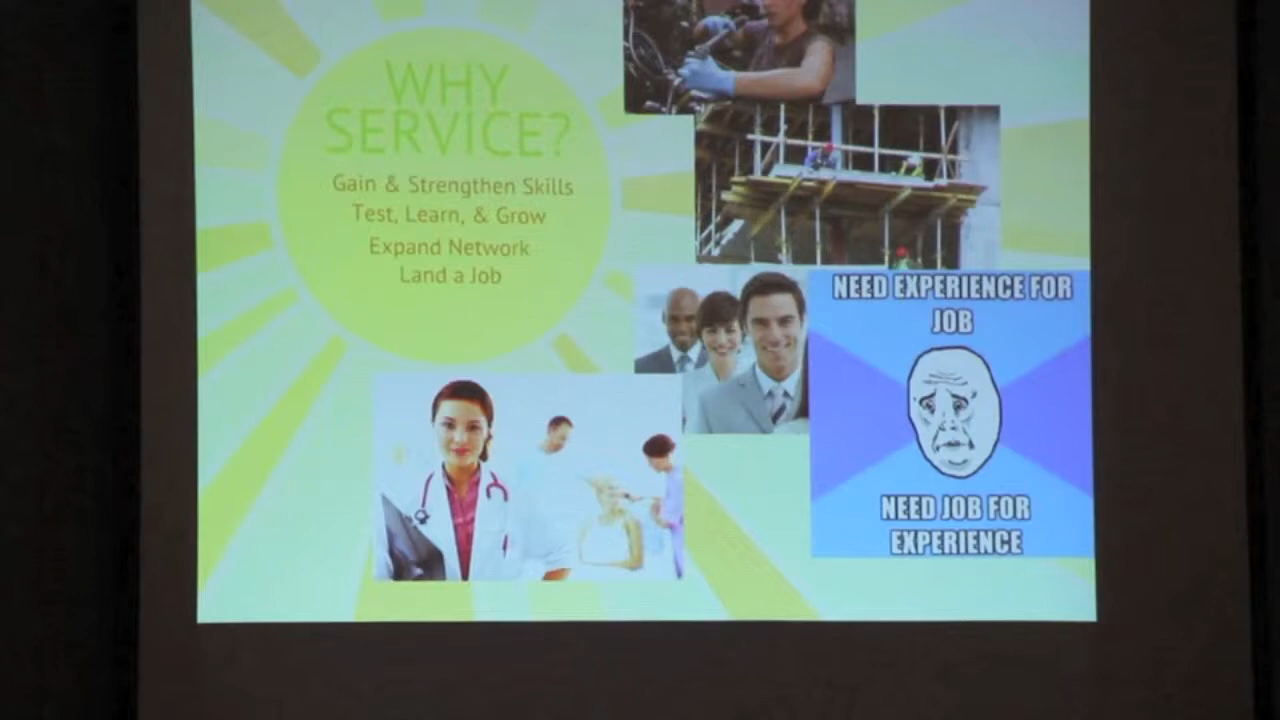 WHY
SERVICE?
Gain & Strengthen Skills
Test, Learn, & Grow
Expand Network
Land a Job
NEED EXPERIENCE FOR
JOB
NEED JOB FOR
EXPERIENCE